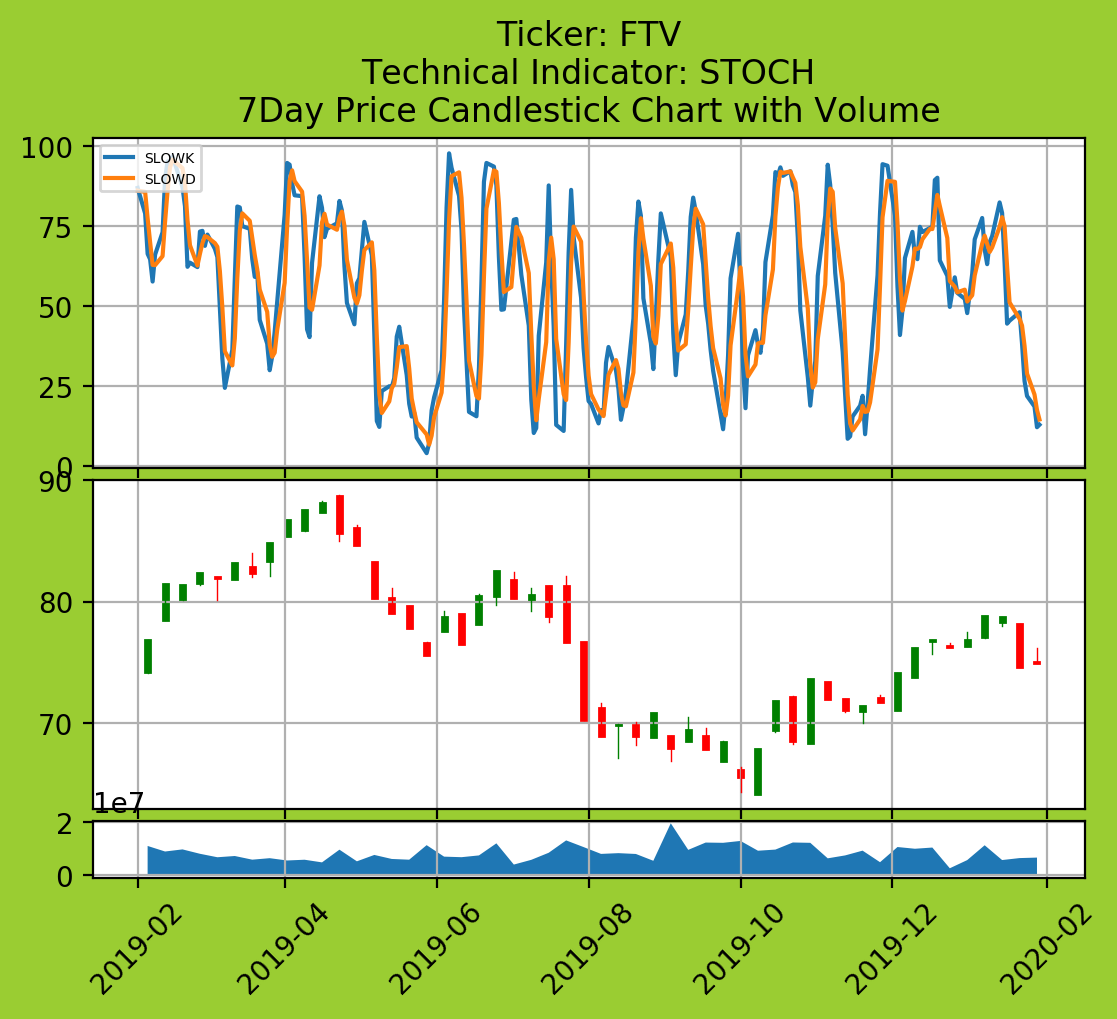 Ticker: FTV
Technical Indicator: STOCH
7Day Price Candlestick Chart with Volume
100
75
50
25
0
SLOWK
SLOWD
90
80
70
1e7
2
0
2019-02
2019-04
2019-06
2019-08
2019-10
2019-12
2020-02